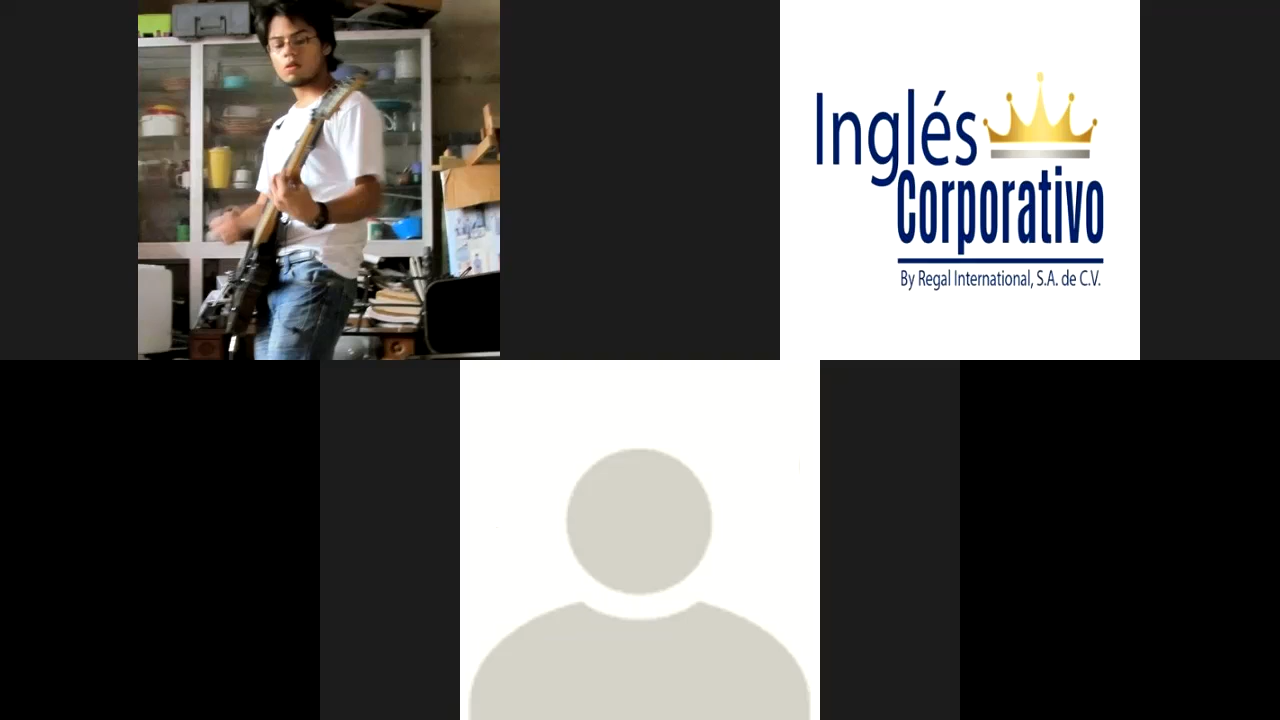 Inglés
Corporativo
By Regal International, S.A. de C.V.